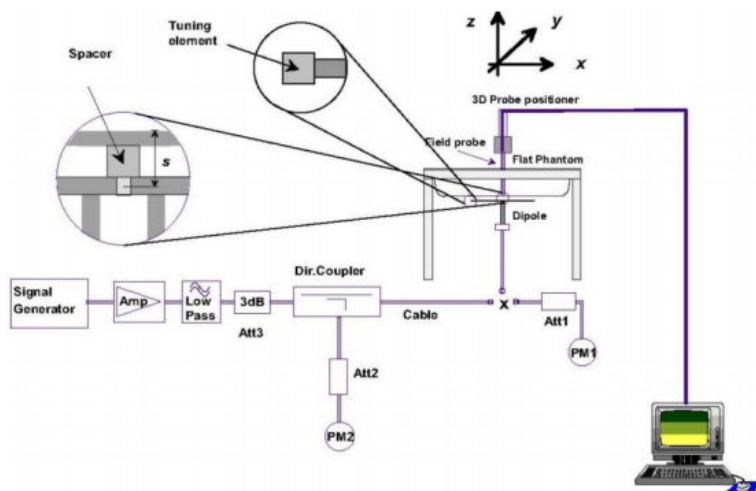 Tuning
element
Spacer
s
z
y
x
3D Probe positioner
Field probe
Flat Phantom
Dipole
Dir.Coupler
Signal
Generator
Amp
Low
Pass
3dB
Att3
Cable
x
Att1
PM1
Att2
PM2